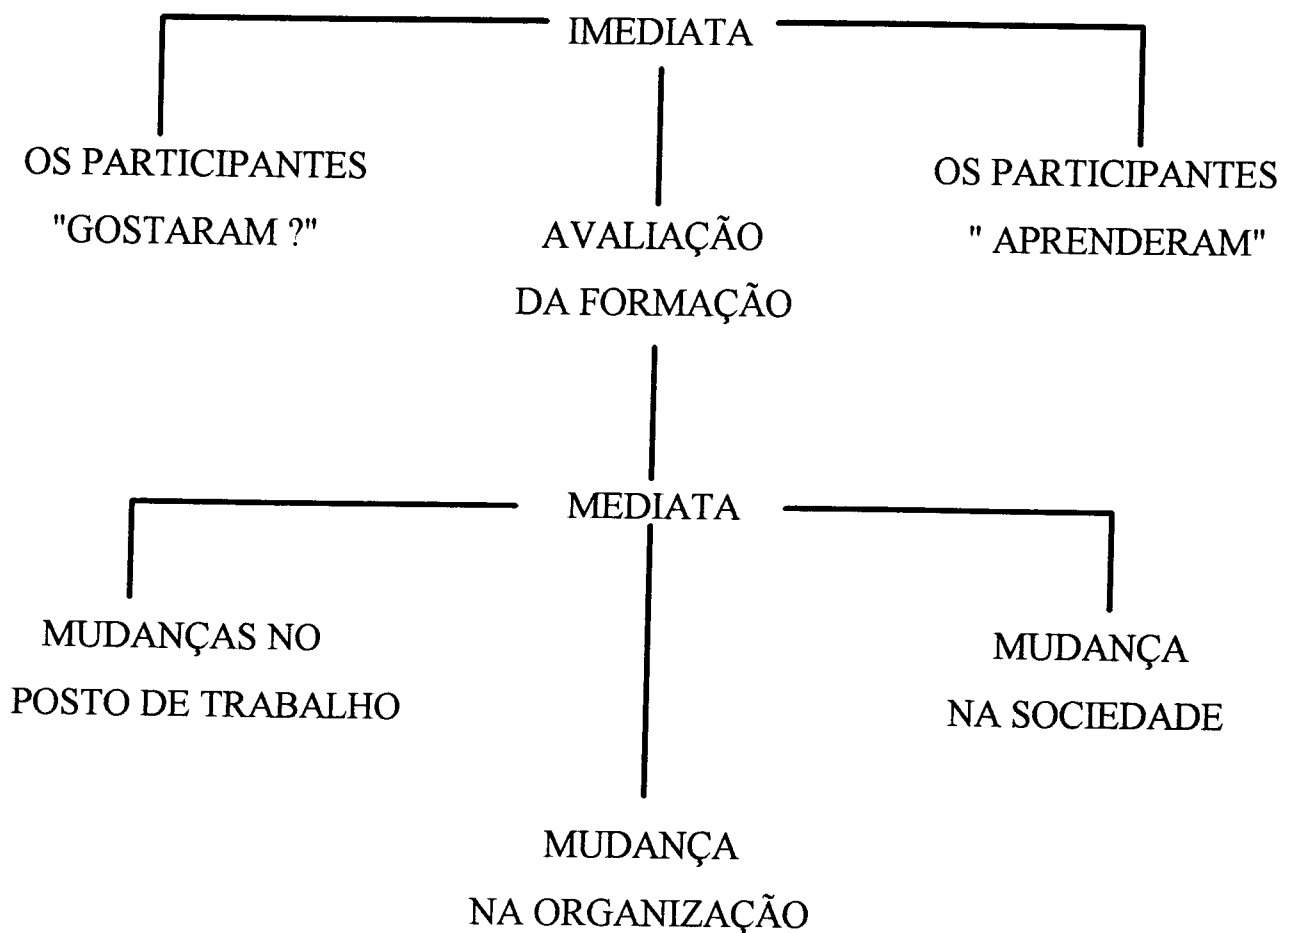 IMEDIATA
OS PARTICIPANTES
"GOSTARAM ?"
OS PARTICIPANTES
" APRENDERAM"
AVALIAÇÃO
DA FORMAÇÃO
MEDIATA
MUDANÇAS NO
POSTO DE TRABALHO
MUDANÇA
NA SOCIEDADE
MUDANÇA
NA ORGANIZAÇÃO